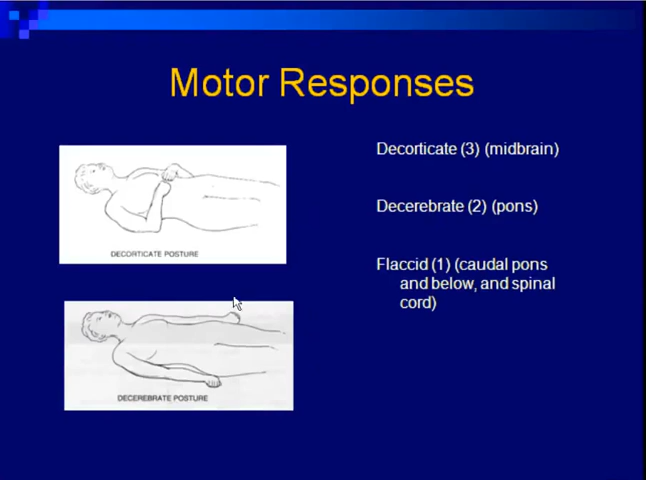 Motor Responses
DECORTICATE POSTURE
DECEREBRATE POSTURE
Decorticate (3) (midbrain)
Decerebrate (2) (pons)
Flaccid (1) (caudal pons
and below, and spinal
cord)